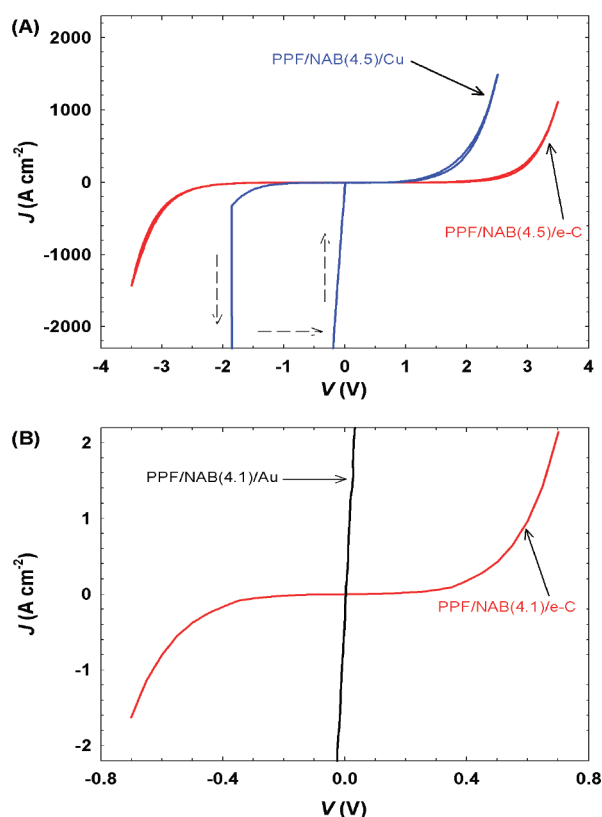 (A)
2000
1000
0
-1000
-2000
J (A cm-2)
PPF/NAB(4.5)/Cu
PPF/NAB(4.5)/e-C
-4 -3 -2 -1 0 1 2 3 4
V (V)
(B)
2
1
0
-1
-2
J (A cm-2)
PPF/NAB(4.1)/Au
PPF/NAB(4.1)/e-C
-0.8 -0.4 0.0 0.4 0.8
V (V)